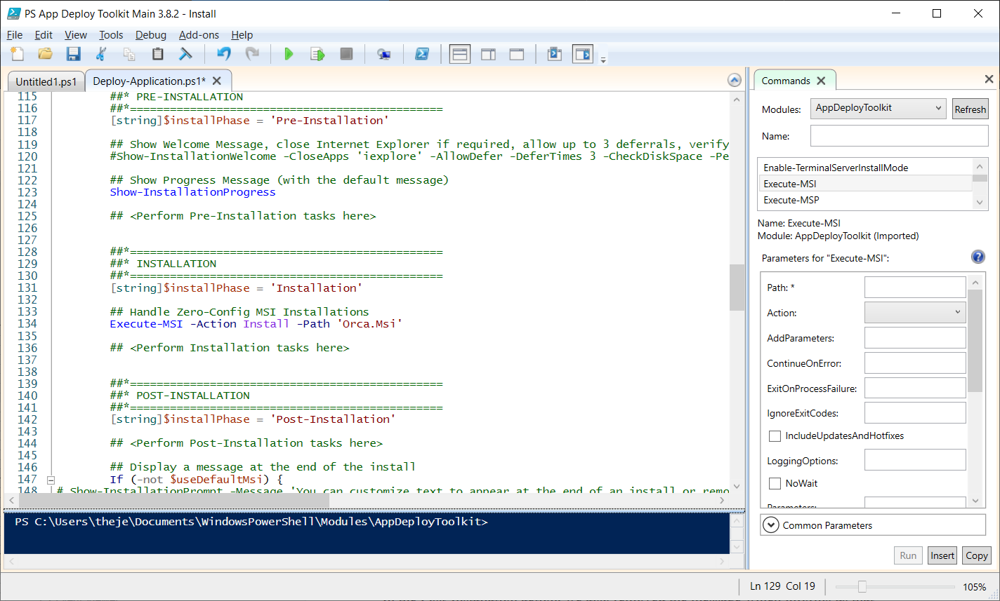 PS App Deploy Toolkit Main 3.8.2 - Install
File Edit View Tools Debug Add-ons Help
Untitled1.ps1 Deploy-Application.ps1*
115 ##* PRE-INSTALLATION
116 ##*===============================================
117 [string]$installPhase = 'Pre-Installation'
118
119 ## Show Welcome Message, close Internet Explorer if required, allow up to 3 deferrals, verify
120 #Show-InstallationWelcome -CloseApps 'iexplore' -AllowDefer -DeferTimes 3 -CheckDiskSpace -Pe
121
122 ## Show Progress Message (with the default message)
123 Show-InstallationProgress
124
125 ## <Perform Pre-Installation tasks here>
126
127
128 ##*===============================================
129 ##* INSTALLATION
130 ##*===============================================
131 [string]$installPhase = 'Installation'
132
133 ## Handle Zero-Config MSI Installations
134 Execute-MSI -Action Install -Path 'Orca.Msi'
135
136 ## <Perform Installation tasks here>
137
138
139 ##*===============================================
140 ##* POST-INSTALLATION
141 ##*===============================================
142 [string]$installPhase = 'Post-Installation'
143
144 ## <Perform Post-Installation tasks here>
145
146 ## Display a message at the end of the install
147 If (-not $useDefaultMsi) {
148 # Show-InstallationPrompt -Message 'You can customize text to appear at the end of an install or remo
PS C:\Users\theje\Documents\WindowsPowerShell\Modules\AppDeployToolkit>
Commands
Modules: AppDeployToolkit Refresh
Name:
Enable-TerminalServerInstallMode
Execute-MSI
Execute-MSP
Name: Execute-MSI
Module: AppDeployToolkit (Imported)
Parameters for "Execute-MSI":
Path: *
Action:
AddParameters:
ContinueOnError:
ExitOnProcessFailure:
IgnoreExitCodes:
IncludeUpdatesAndHotfixes
LoggingOptions:
NoWait
Parameters:
Common Parameters
Run Insert Copy
Ln 129 Col 19 105%